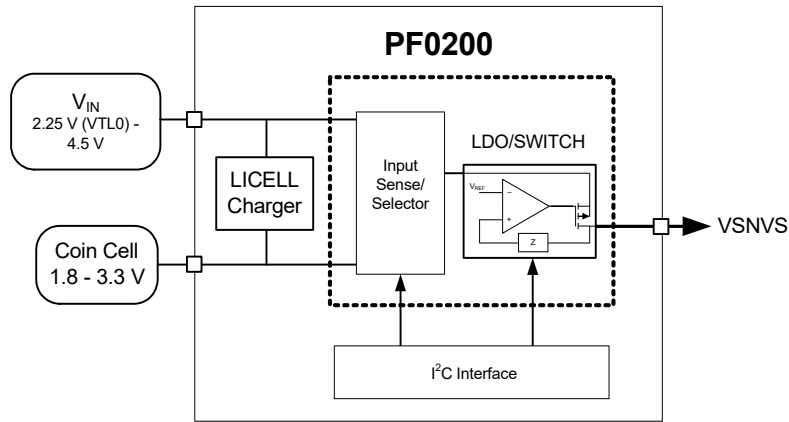 PF0200
V_IN
2.25 V (VTL0) -
4.5 V
LICELL
Charger
Input
Sense/
Selector
LDO/SWITCH
V_REF
−
+
Z
VSNVS
Coin Cell
1.8 - 3.3 V
I²C Interface